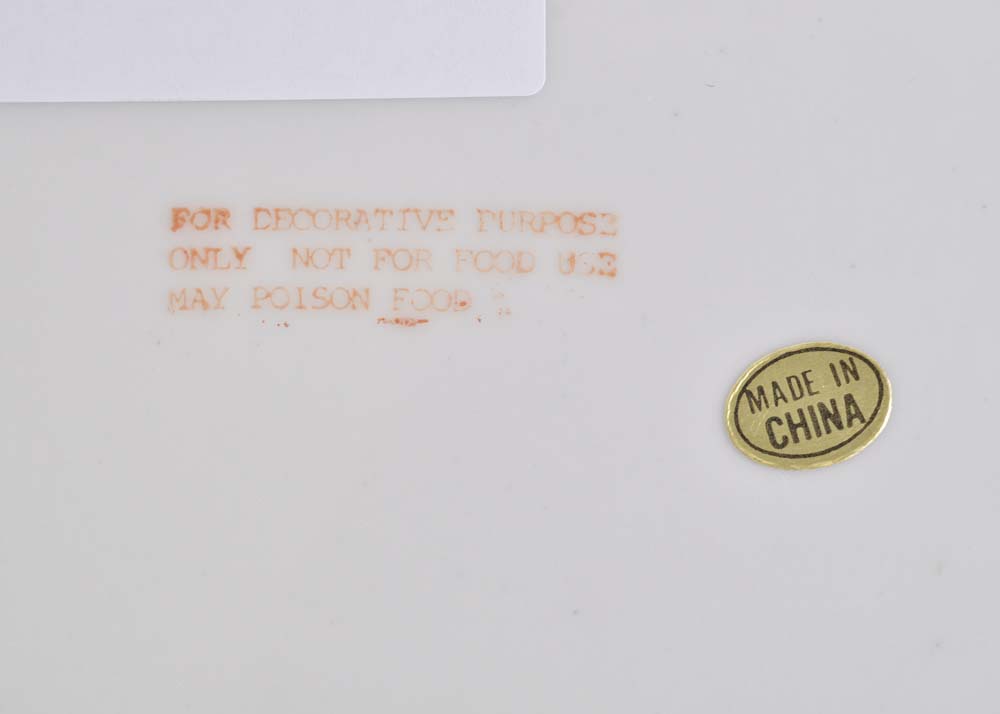 FOR DECORATIVE PURPOSE
ONLY NOT FOR FOOD USE
MAY POISON FOOD
MADE IN
CHINA